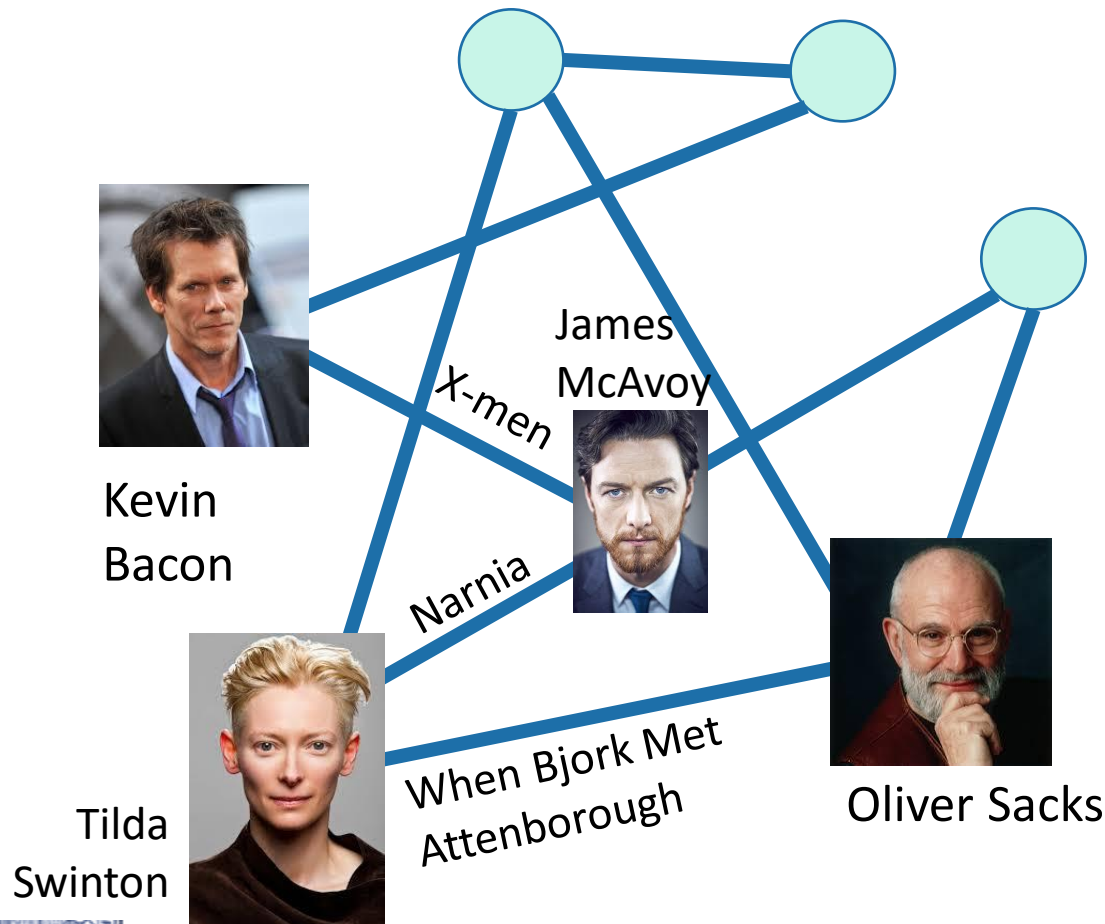 James
McAvoy
X-men
Kevin
Bacon
Narnia
When Bjork Met
Attenborough
Oliver Sacks
Tilda
Swinton